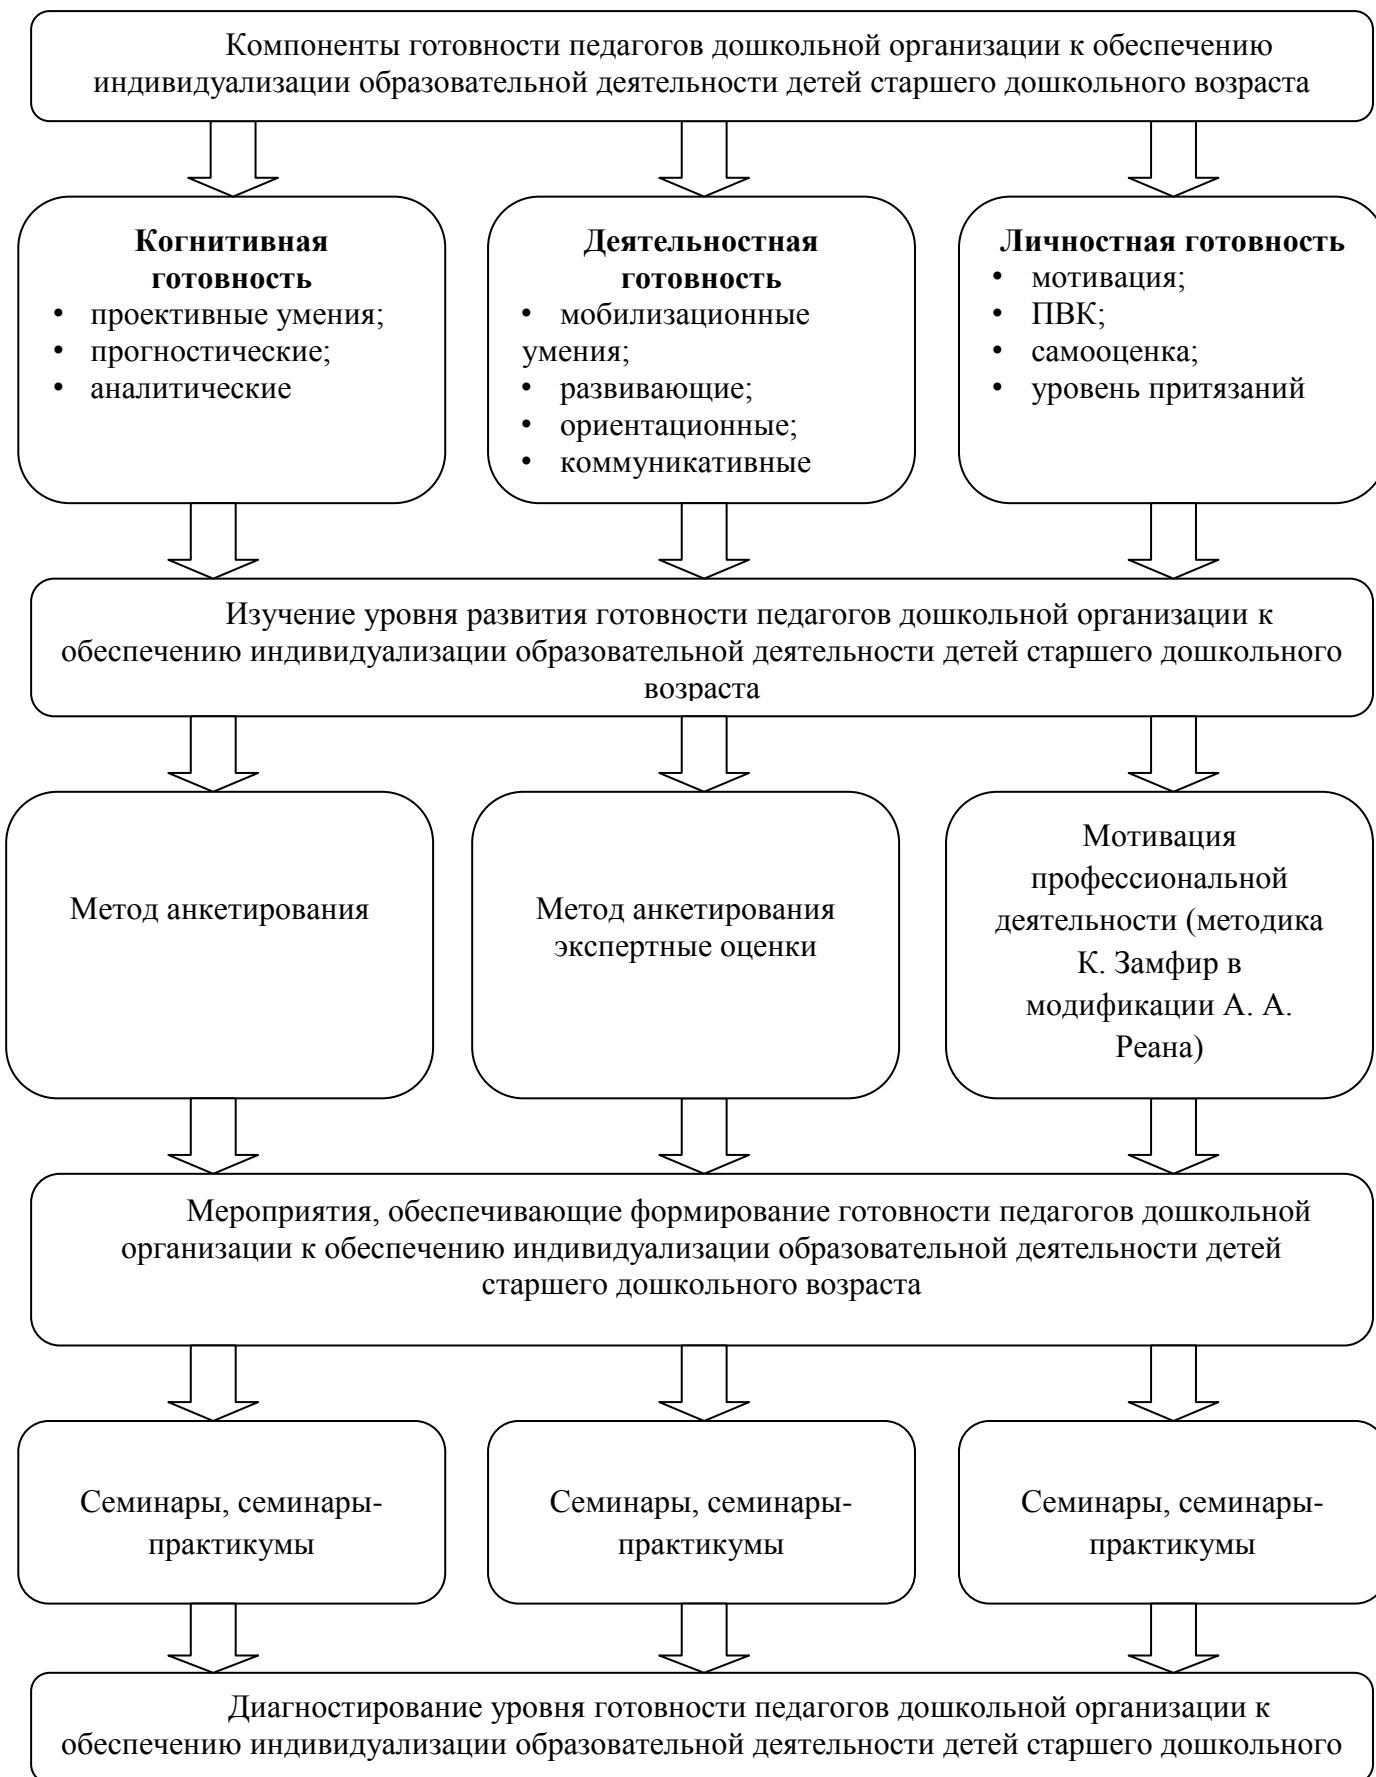 Компоненты готовности педагогов дошкольной организации к обеспечению
индивидуализации образовательной деятельности детей старшего дошкольного возраста
Когнитивная
готовность
• проективные умения;
• прогностические;
• аналитические
Деятельностная
готовность
• мобилизационные
умения;
• развивающие;
• ориентационные;
• коммуникативные
Личностная готовность
• мотивация;
• ПВК;
• самооценка;
• уровень притязаний
Изучение уровня развития готовности педагогов дошкольной организации к
обеспечению индивидуализации образовательной деятельности детей старшего дошкольного
возраста
Метод анкетирования
Метод анкетирования
экспертные оценки
Мотивация
профессиональной
деятельности (методика
К. Замфир в
модификации А. А.
Реана)
Мероприятия, обеспечивающие формирование готовности педагогов дошкольной
организации к обеспечению индивидуализации образовательной деятельности детей
старшего дошкольного возраста
Семинары, семинары-
практикумы
Семинары, семинары-
практикумы
Семинары, семинары-
практикумы
Диагностирование уровня готовности педагогов дошкольной организации к
обеспечению индивидуализации образовательной деятельности детей старшего дошкольного